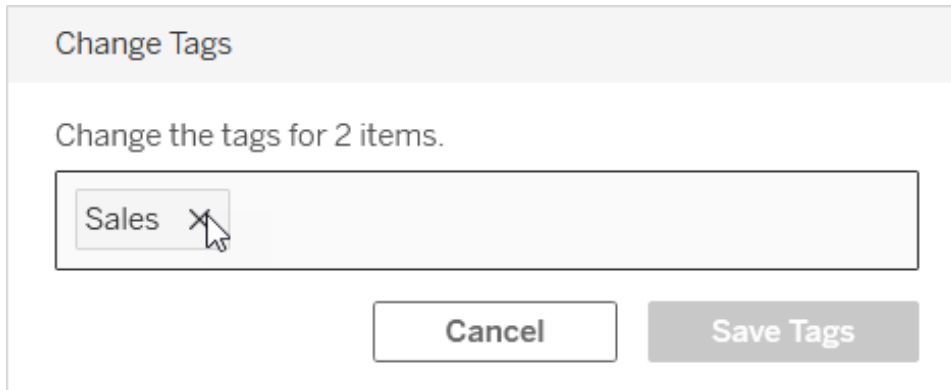 Change Tags
Change the tags for 2 items.
Sales
Cancel
Save Tags